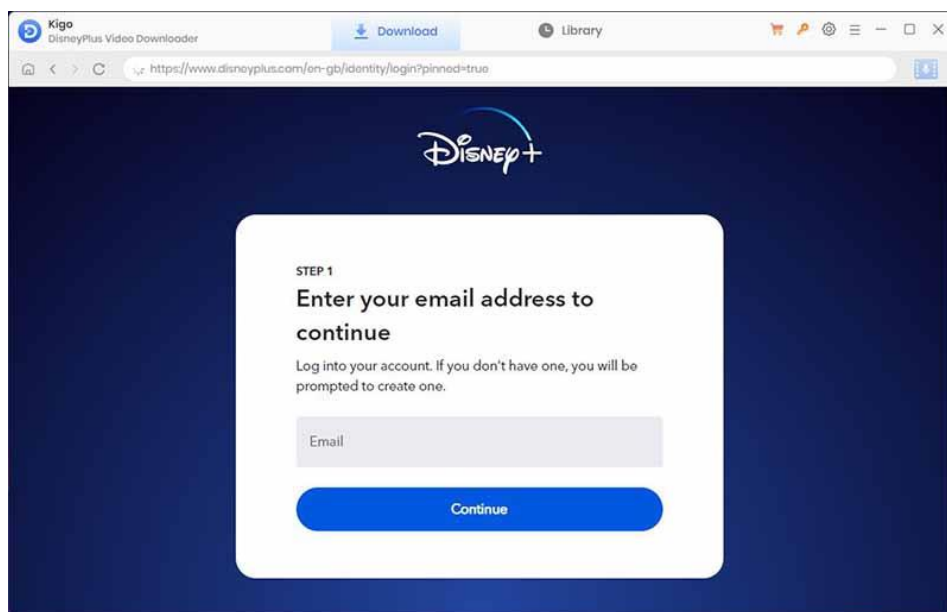 Kigo
DisneyPlus Video Downloader
Download
Library
https://www.disneyplus.com/en-gb/identity/login?pinned=true
Disney+
STEP 1
Enter your email address to
continue
Log into your account. If you don't have one, you will be
prompted to create one.
Email
Continue